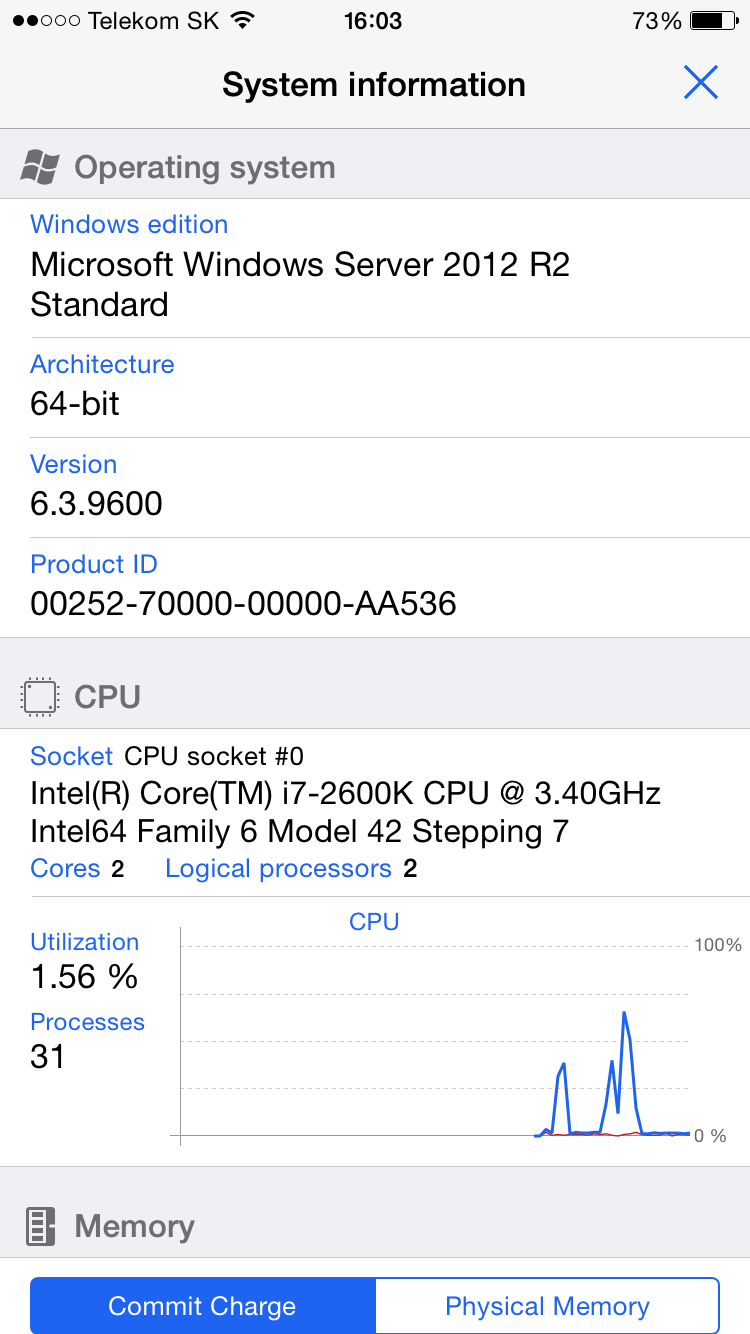 Telekom SK 16:03 73%
System information
Operating system
Windows edition
Microsoft Windows Server 2012 R2
Standard
Architecture
64-bit
Version
6.3.9600
Product ID
00252-70000-00000-AA536
CPU
Socket CPU socket #0
Intel(R) Core(TM) i7-2600K CPU @ 3.40GHz
Intel64 Family 6 Model 42 Stepping 7
Cores 2 Logical processors 2
CPU
100%
Utilization
1.56 %
Processes
31
0 %
Memory
Commit Charge Physical Memory